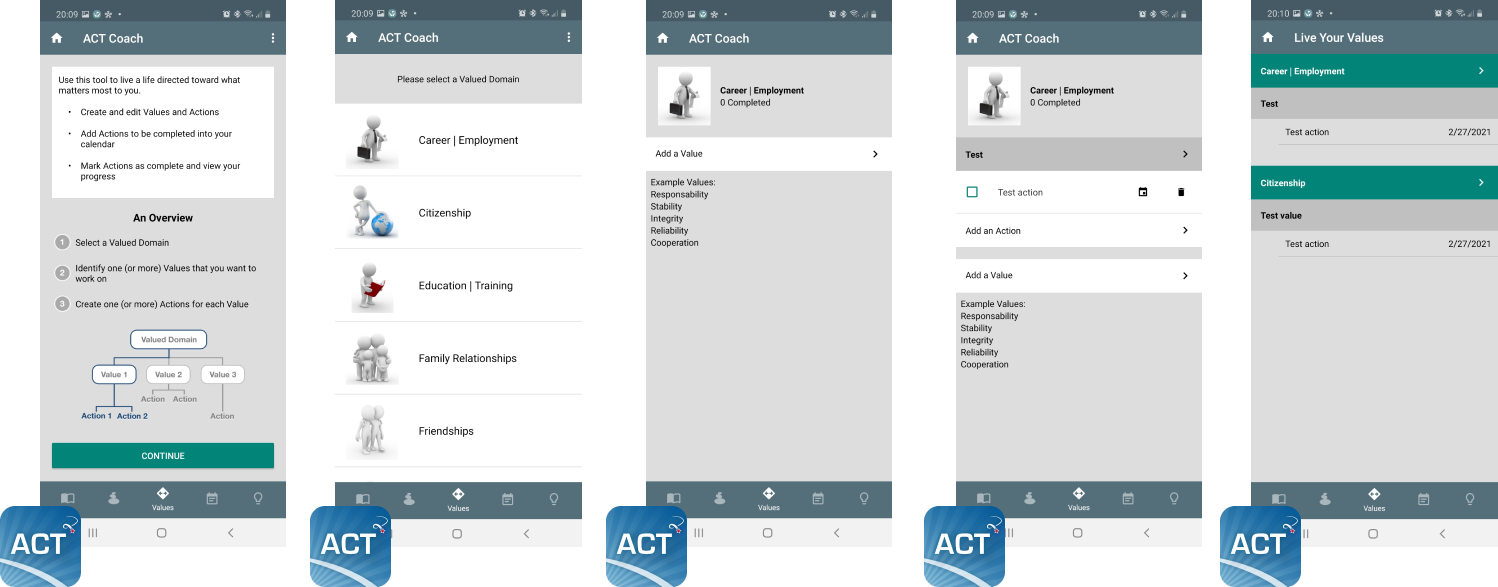 20:09
ACT Coach
Use this tool to live a life directed toward what
matters most to you.
• Create and edit Values and Actions
• Add Actions to be completed into your
calendar
• Mark Actions as complete and view your
progress
An Overview
1 Select a Valued Domain
2 Identify one (or more) Values that you want to
work on
3 Create one (or more) Actions for each Value
Valued Domain
Value 1 Value 2 Value 3
Action Action
Action 1 Action 2 Action
CONTINUE
Values
ACT
20:09
ACT Coach
Please select a Valued Domain
Career | Employment
Citizenship
Education | Training
Family Relationships
Friendships
Values
ACT
20:09
ACT Coach
Career | Employment
0 Completed
Add a Value
Example Values:
Responsability
Stability
Integrity
Reliability
Cooperation
Values
ACT
20:09
ACT Coach
Career | Employment
0 Completed
Test
Test action
Add an Action
Add a Value
Example Values:
Responsability
Stability
Integrity
Reliability
Cooperation
Values
ACT
20:10
Live Your Values
Career | Employment
Test
Test action 2/27/2021
Citizenship
Test value
Test action 2/27/2021
Values
ACT